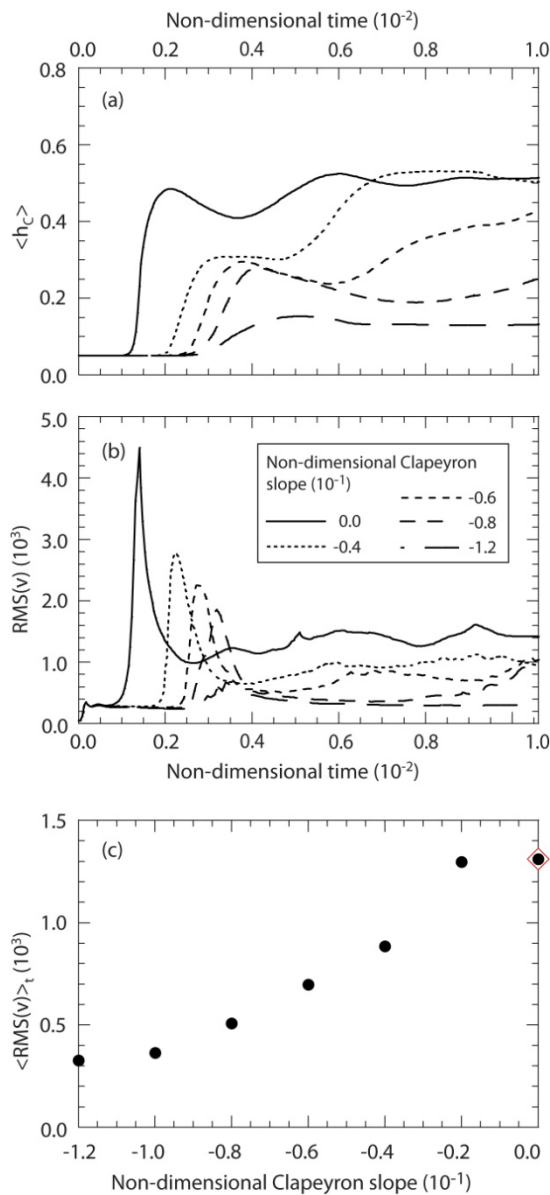 Non-dimensional time (10-2)
0.0 0.2 0.4 0.6 0.8 1.0
(a)
0.8
0.6
0.4
0.2
0.0
<hC>
(b)
5.0
4.0
3.0
2.0
1.0
0.0
RMS(v) (10³)
Non-dimensional Clapeyron
slope (10-1)
0.0
-0.4
-0.6
-0.8
-1.2
0.0 0.2 0.4 0.6 0.8 1.0
Non-dimensional time (10-2)
(c)
1.5
1.0
0.5
0.0
<RMS(v)>t (10³)
-1.2 -1.0 -0.8 -0.6 -0.4 -0.2 0.0
Non-dimensional Clapeyron slope (10-1)